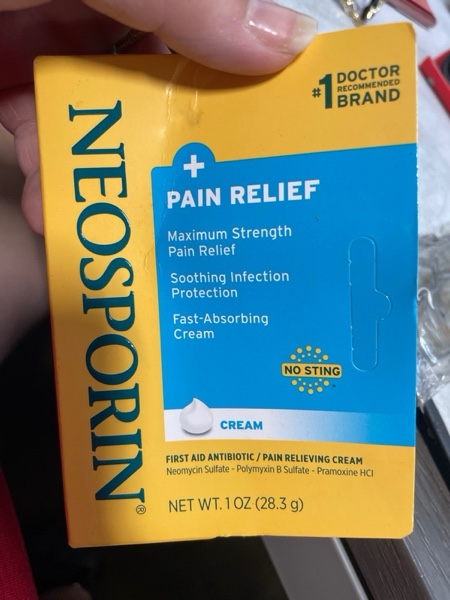 #1 DOCTOR
RECOMMENDED
BRAND
NEOSPORIN®
+
PAIN RELIEF
Maximum Strength
Pain Relief
Soothing Infection
Protection
Fast-Absorbing
Cream
NO STING
CREAM
FIRST AID ANTIBIOTIC / PAIN RELIEVING CREAM
Neomycin Sulfate - Polymyxin B Sulfate - Pramoxine HCl
NET WT. 1 OZ (28.3 g)